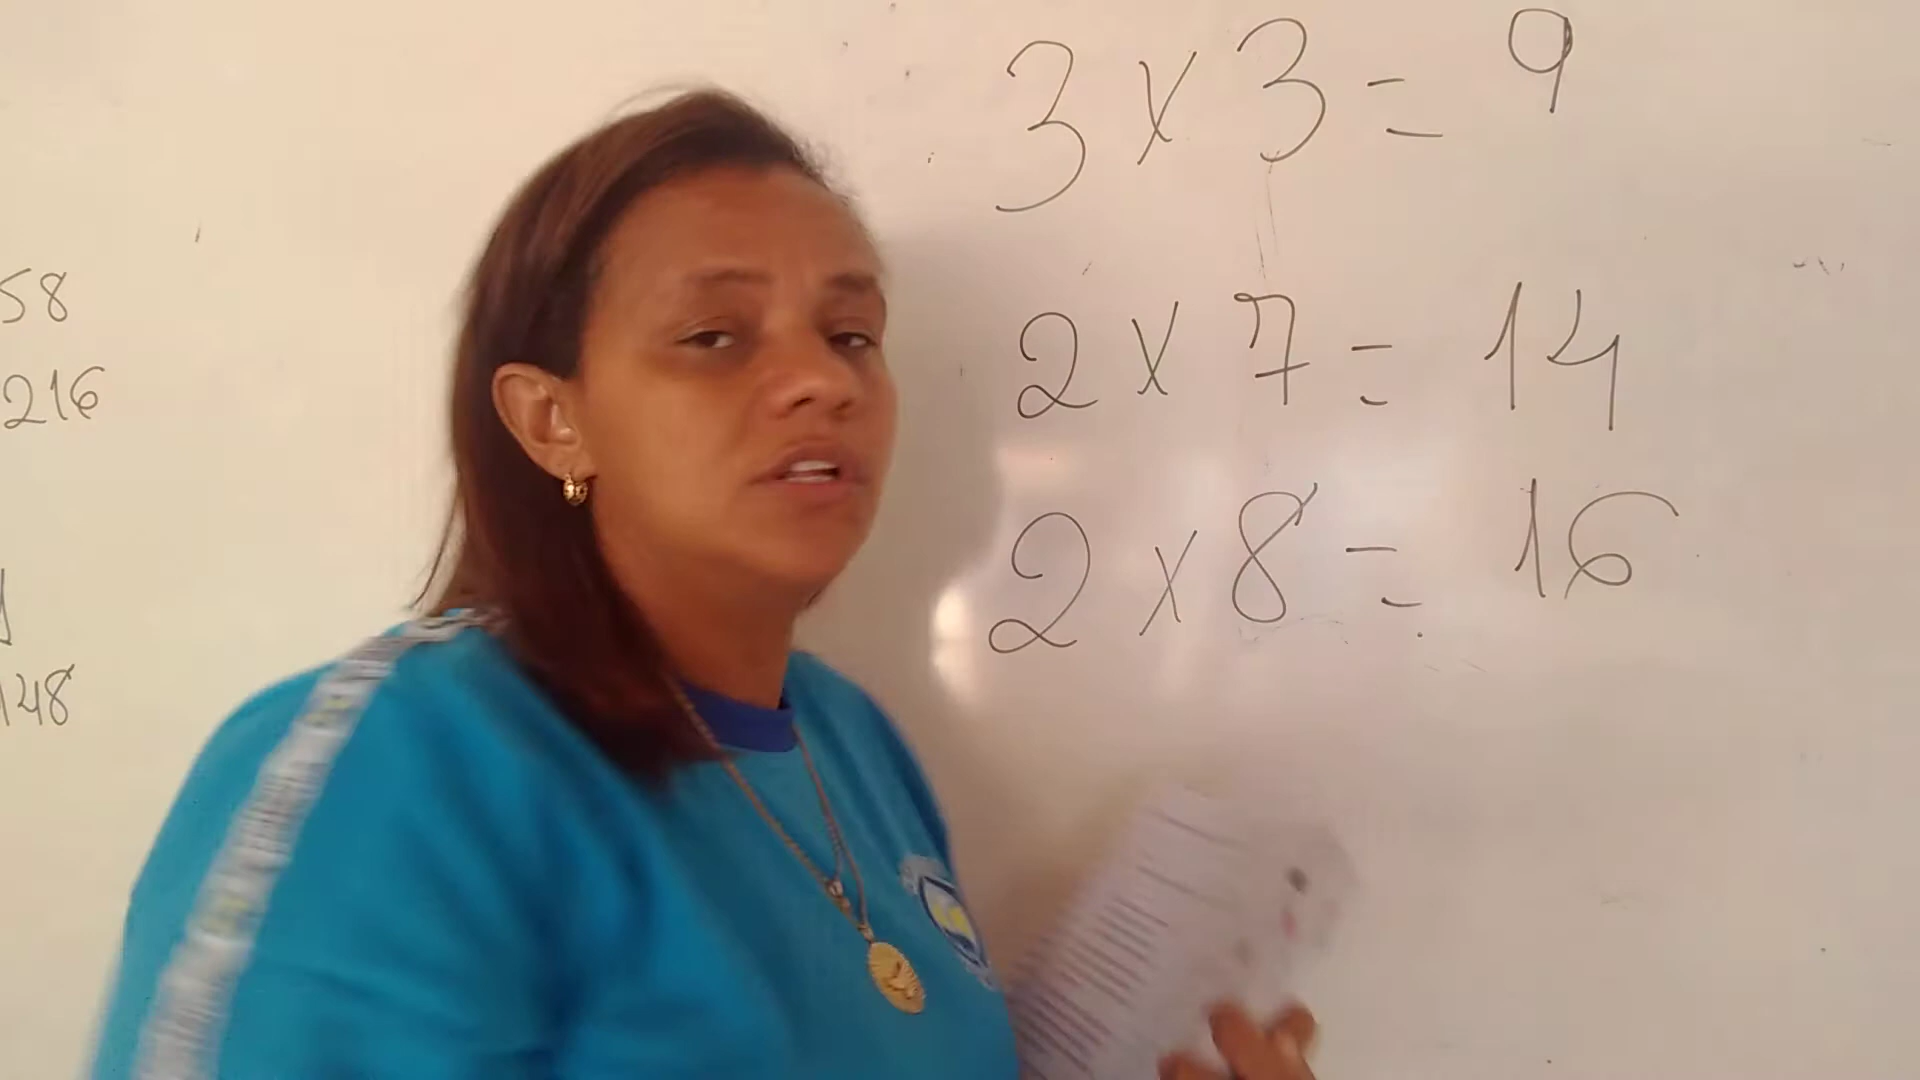 3 x 3 = 9
2 x 7 = 14
2 x 8 = 16
58
216
148